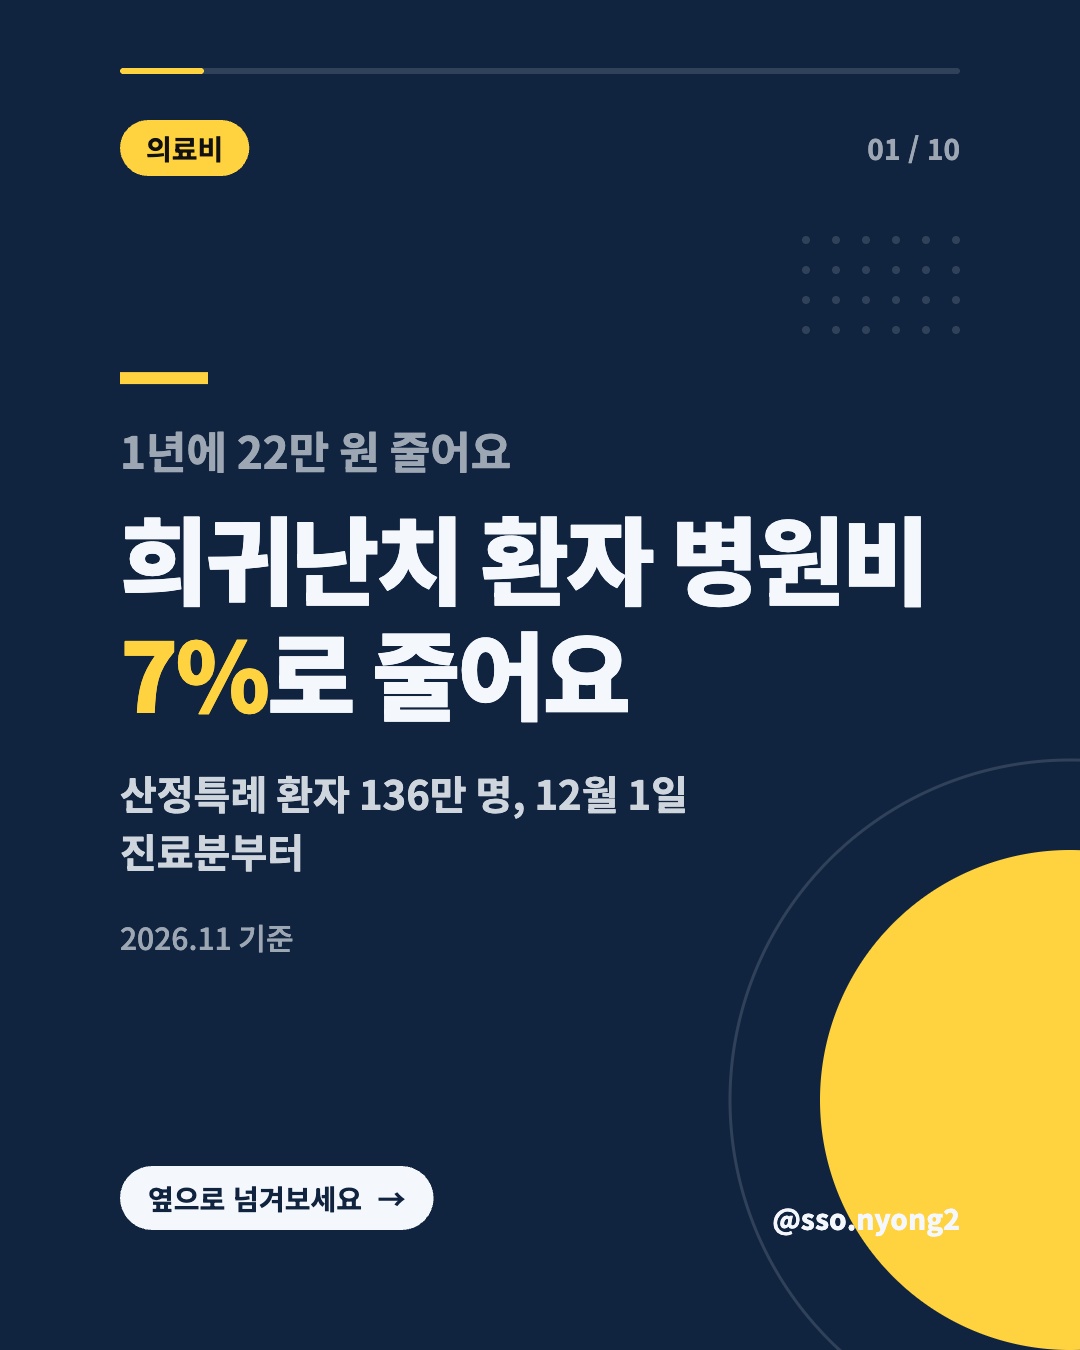 의료비
01 / 10
1년에 22만 원 줄어요
희귀난치 환자 병원비
7%로 줄어요
산정특례 환자 136만 명, 12월 1일
진료분부터
2026.11 기준
옆으로 넘겨보세요 →
@sso.nyong2